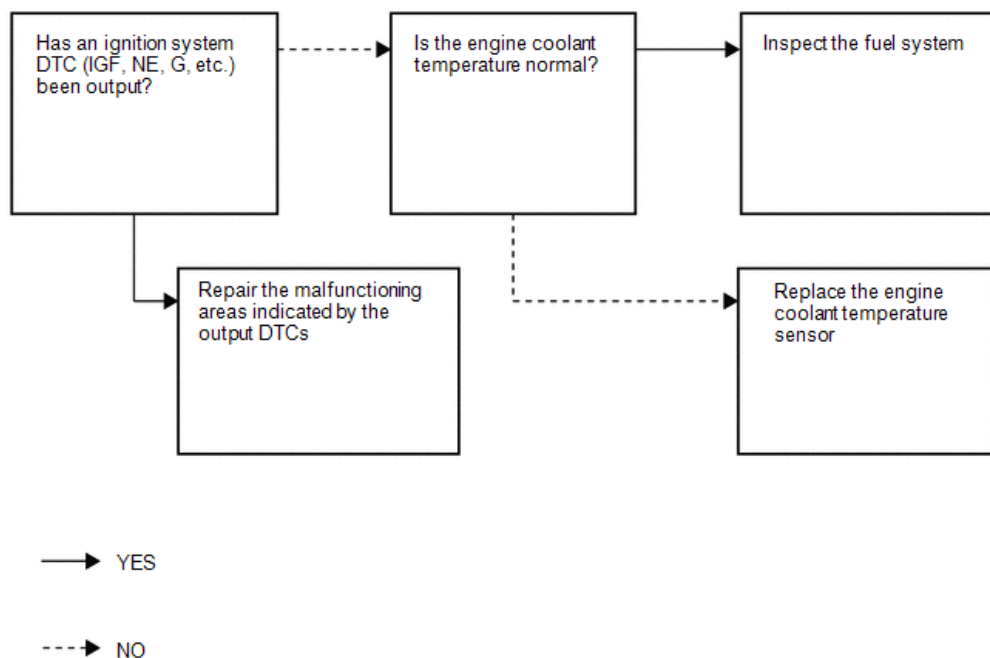 Has an ignition system
DTC (IGF, NE, G, etc.)
been output?
Is the engine coolant
temperature normal?
Inspect the fuel system
Repair the malfunctioning
areas indicated by the
output DTCs
Replace the engine
coolant temperature
sensor
YES
NO